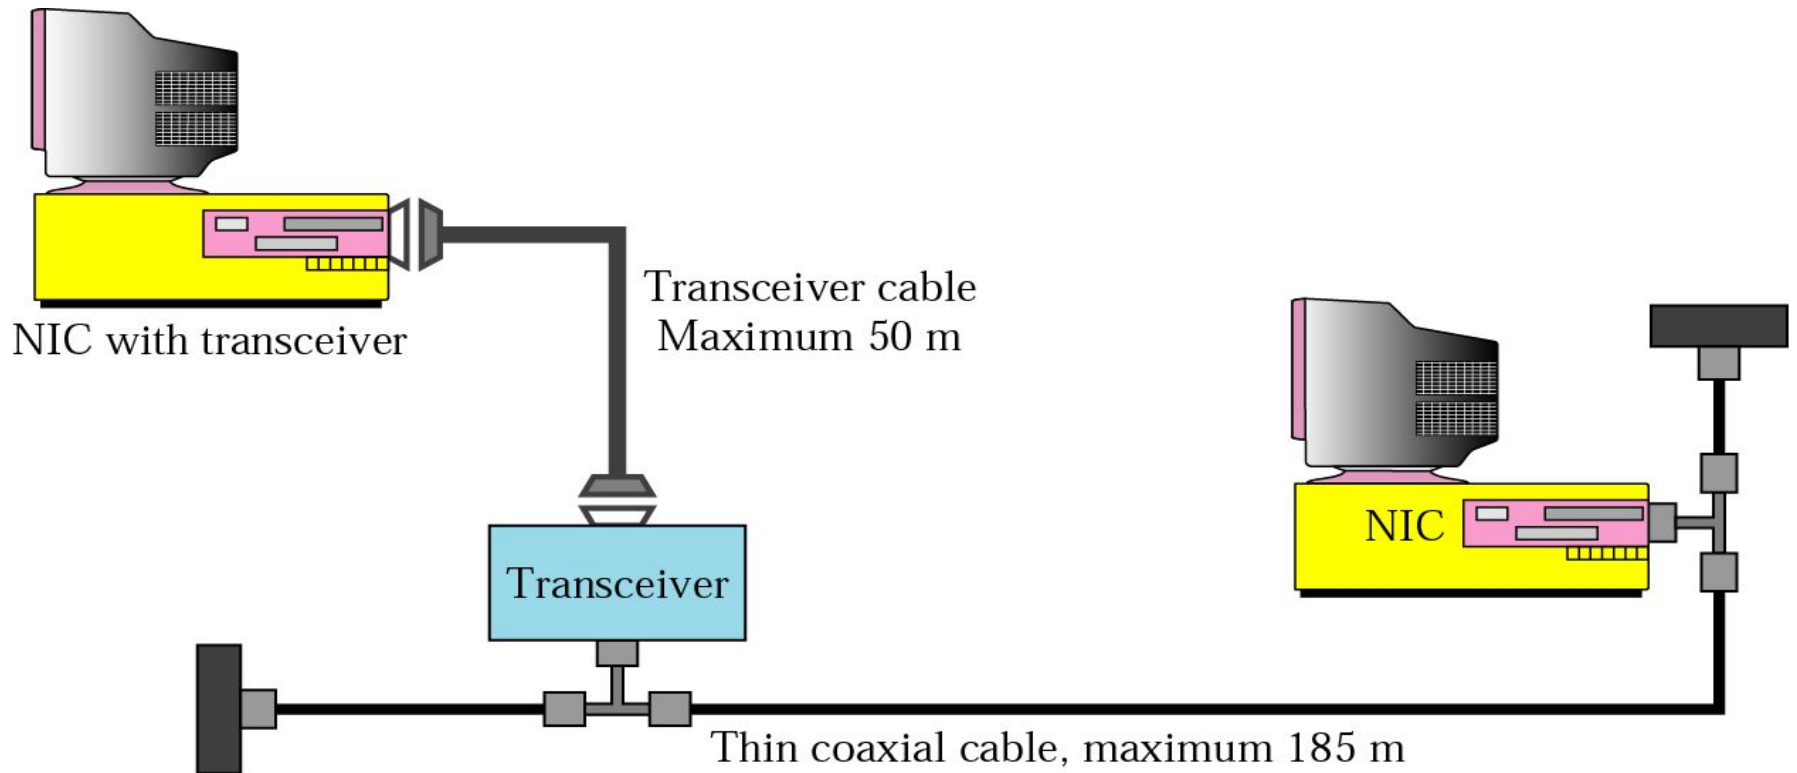 NIC with transceiver
Transceiver cable
Maximum 50 m
NIC
Transceiver
Thin coaxial cable, maximum 185 m